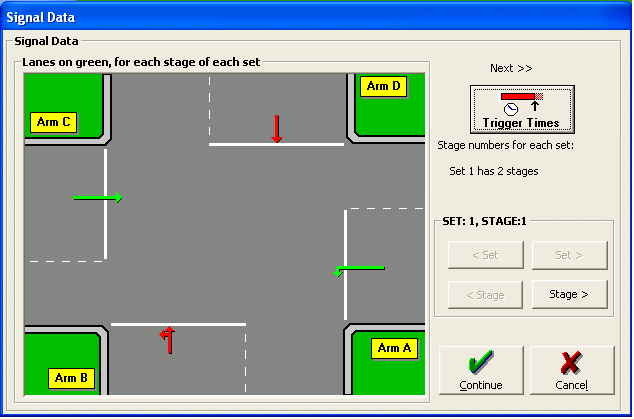 Signal Data
Signal Data
Lanes on green, for each stage of each set
Arm D
Arm C
Arm A
Arm B
Next >>
Trigger Times
Stage numbers for each set:
Set 1 has 2 stages
SET: 1, STAGE:1
< Set
Set >
< Stage
Stage >
Continue
Cancel